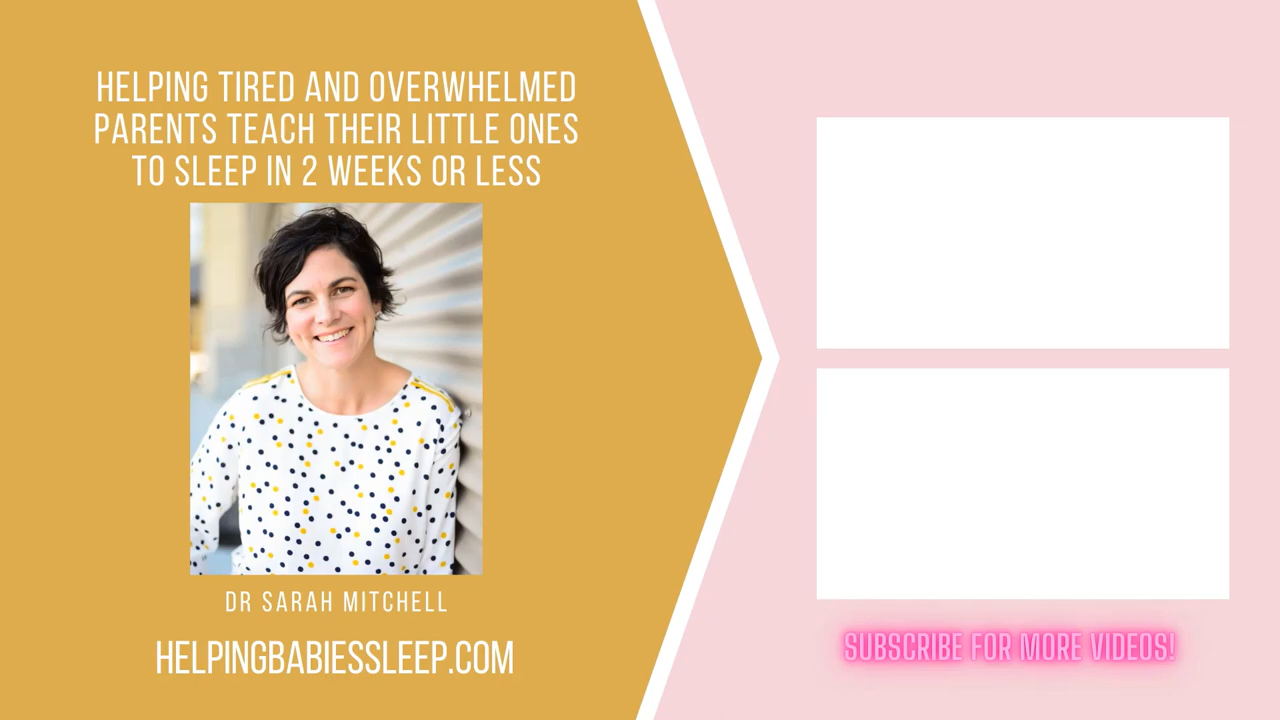 HELPING TIRED AND OVERWHELMED
PARENTS TEACH THEIR LITTLE ONES
TO SLEEP IN 2 WEEKS OR LESS
DR SARAH MITCHELL
HELPINGBABIESSLEEP.COM
SUBSCRIBE FOR MORE VIDEOS!